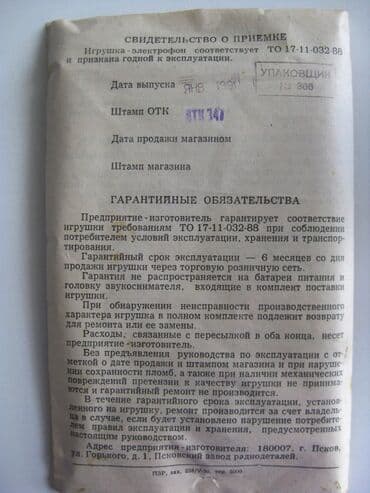 СВИДЕТЕЛЬСТВО О ПРИЕМКЕ
Игрушка-электрофон соответствует ТО 17-11-032-88
и признана годной к эксплуатации.
УПАКОВЩИК
306
Дата выпуска ЯНВ 1991
Штамп ОТК ОТК 747
Дата продажи магазином
Штамп магазина
ГАРАНТИЙНЫЕ ОБЯЗАТЕЛЬСТВА
Предприятие-изготовитель гарантирует соответствие
игрушки требованиям ТО 17-11-032-88 при соблюдении
потребителем условий эксплуатации, хранения и транспор-
тирования.
Гарантийный срок эксплуатации — 6 месяцев со дня
продажи игрушки через торговую розничную сеть.
Гарантия не распространяется на батареи питания и
головку звукоснимателя, входящие в комплект поставки
игрушки.
При обнаружении неисправности производственного
характера игрушка в полном комплекте подлежит возврату
для ремонта или ее замены.
Расходы, связанные с пересылкой в оба конца, несет
предприятие-изготовитель.
Без предъявления руководства по эксплуатации с от-
меткой о дате продажи и штампом магазина и при наруше-
нии сохранности пломб, а также при наличии механических
повреждений претензии к качеству игрушки не принима-
ются и гарантийный ремонт не производится.
В течение гарантийного срока эксплуатации, установ-
ленного на игрушку, ремонт производится за счет владель-
ца в случае, если будет установлено нарушение потребите-
лем правил эксплуатации и хранения, предусмотренных
настоящим руководством.
Адрес предприятия-изготовителя: 180007, г. Псков,
ул. Горького, д. 1, Псковский завод радиодеталей.